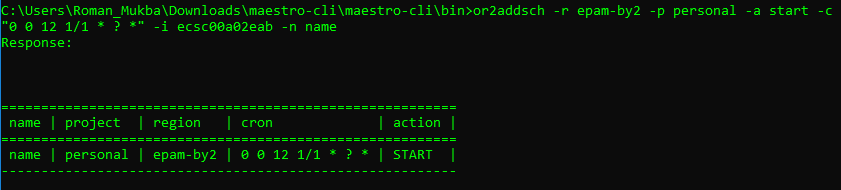 C:\Users\Roman_Mukba\Downloads\maestro-cli\maestro-cli\bin>or2addsch -r epam-by2 -p personal -a start -c
"0 0 12 1/1 * ? *" -i ecsc00a02eab -n name
Response:
========================================================
name | project | region | cron | action |
========================================================
name | personal | epam-by2 | 0 0 12 1/1 * ? * | START |
--------------------------------------------------------